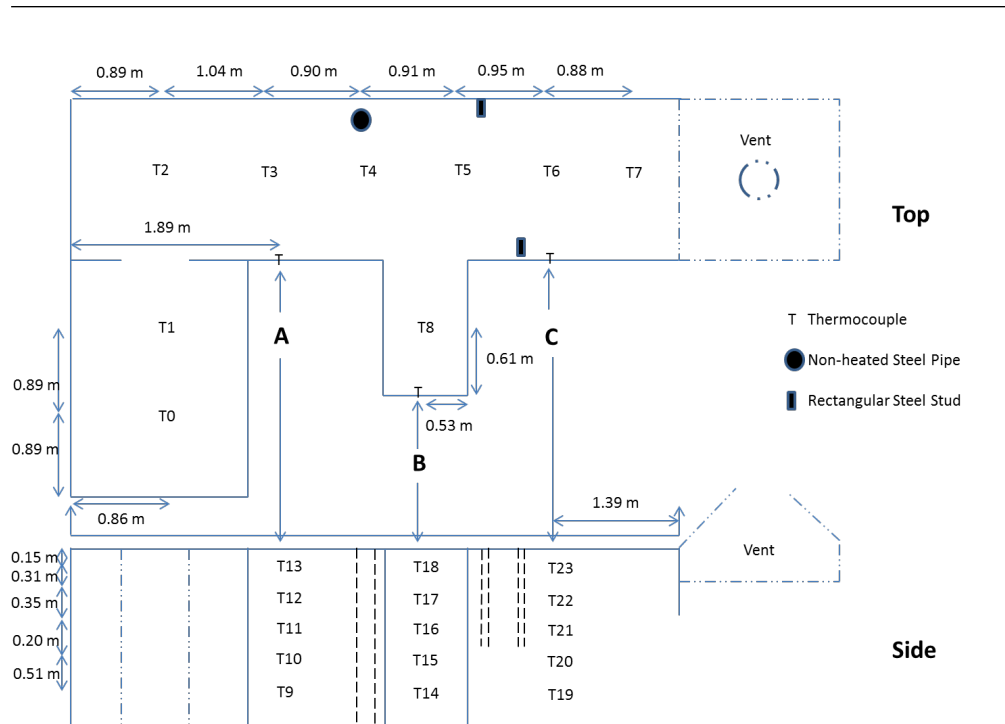 0.89 m 1.04 m 0.90 m 0.91 m 0.95 m 0.88 m
Vent
T2 T3 T4 T5 T6 T7
Top
1.89 m
T T
T1 A T8 C
T Thermocouple
0.61 m
Non-heated Steel Pipe
0.89 m
T
Rectangular Steel Stud
T0
0.53 m
0.89 m
B
1.39 m
0.86 m
Vent
0.15 m
T13 T18 T23
0.31 m
T12 T17 T22
0.35 m
T11 T16 T21
0.20 m
Side
T10 T15 T20
0.51 m
T9 T14 T19